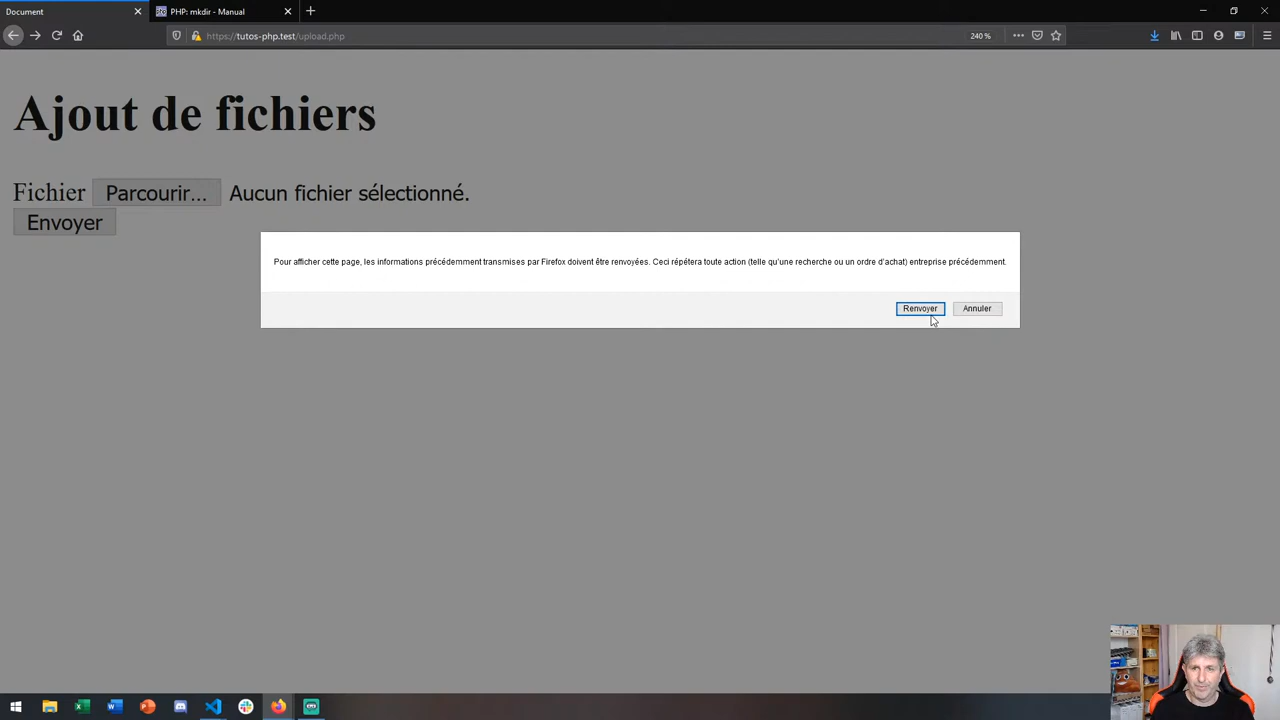 Document
php PHP: mkdir - Manual
https://tutos-php.test/upload.php
240 %
Ajout de fichiers
Fichier Parcourir... Aucun fichier sélectionné.
Envoyer
Pour afficher cette page, les informations précédemment transmises par Firefox doivent être renvoyées. Ceci répétera toute action (telle qu'une recherche ou un ordre d'achat) entreprise précédemment.
Renvoyer Annuler